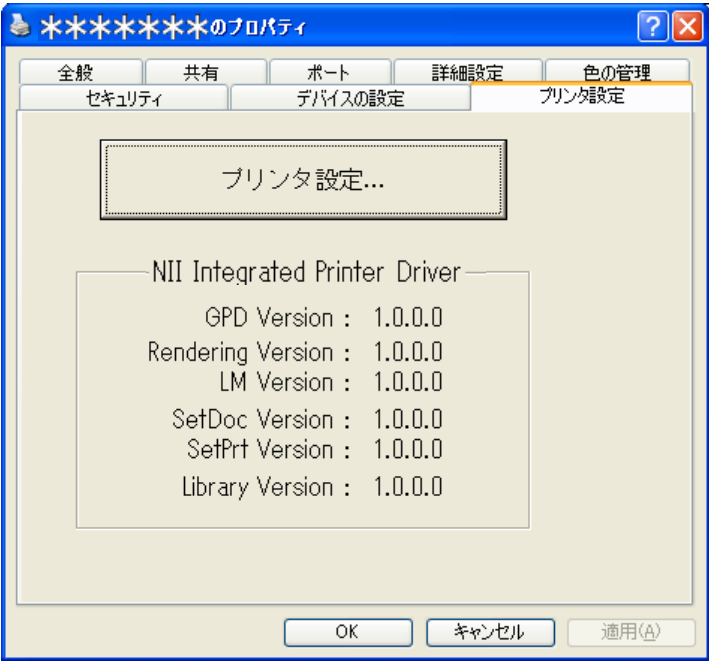 *******のプロパティ
全般 共有 ポート 詳細設定 色の管理
セキュリティ デバイスの設定 プリンタ設定
プリンタ設定...
NII Integrated Printer Driver
GPD Version : 1.0.0.0
Rendering Version : 1.0.0.0
LM Version : 1.0.0.0
SetDoc Version : 1.0.0.0
SetPrt Version : 1.0.0.0
Library Version : 1.0.0.0
OK キャンセル 適用(A)